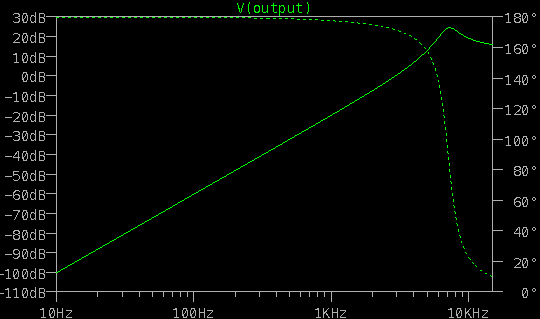 V(output)
30dB
20dB
10dB
0dB
-10dB
-20dB
-30dB
-40dB
-50dB
-60dB
-70dB
-80dB
-90dB
-100dB
-110dB
180°
160°
140°
120°
100°
80°
60°
40°
20°
0°
10Hz
100Hz
1KHz
10KHz